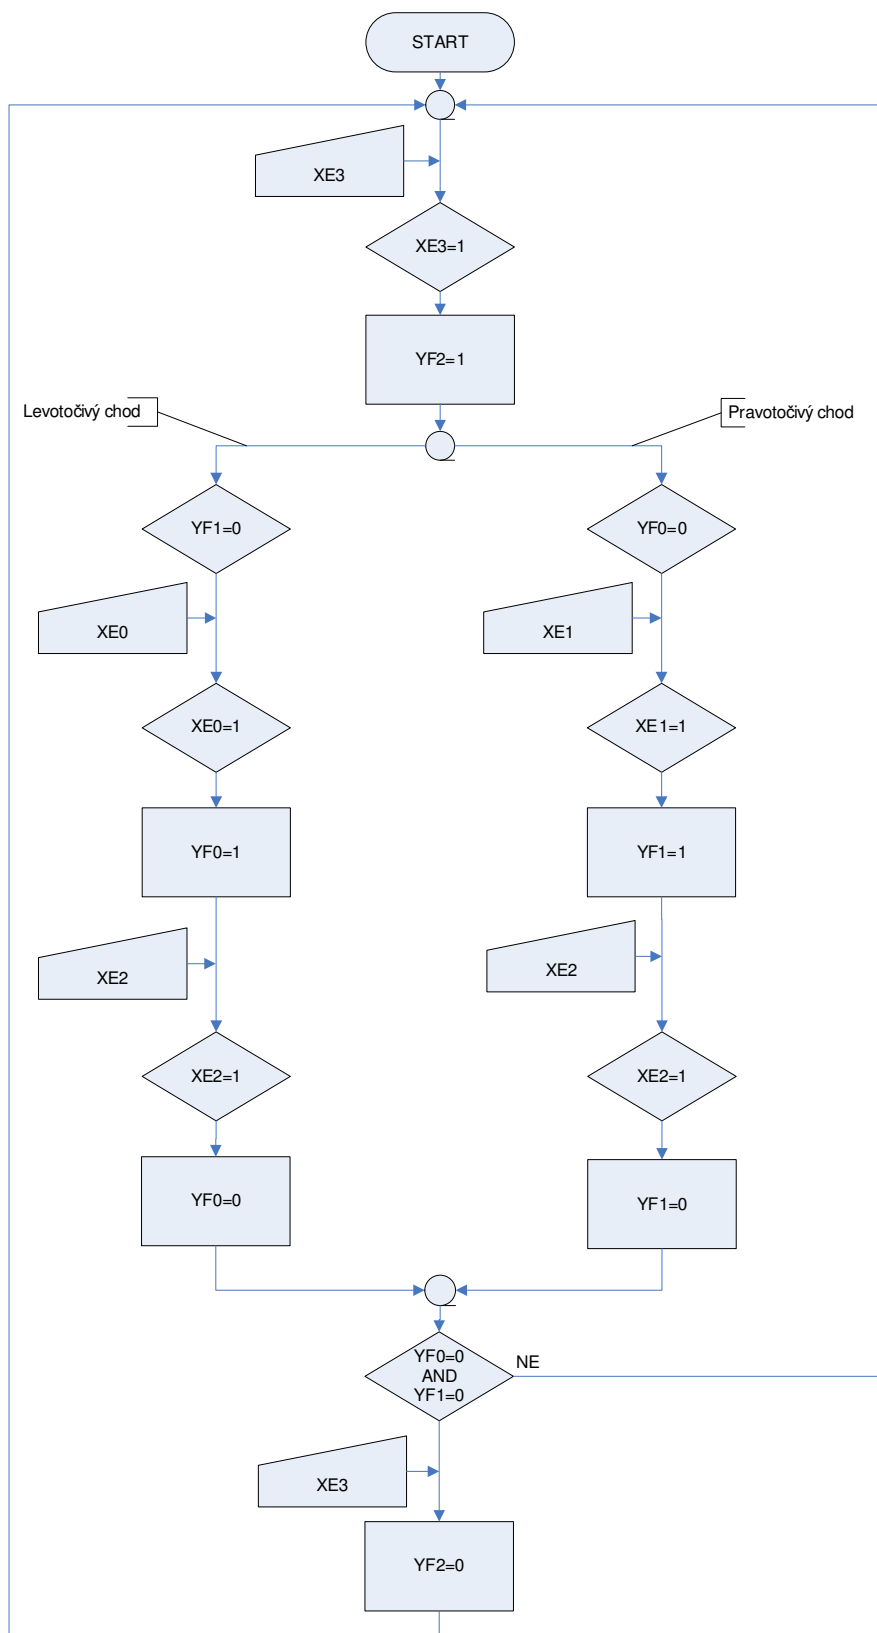 START
XE3
XE3=1
YF2=1
Levotočivý chod
Pravotočivý chod
YF1=0
YF0=0
XE0
XE1
XE0=1
XE1=1
YF0=1
YF1=1
XE2
XE2
XE2=1
XE2=1
YF0=0
YF1=0
YF0=0
AND
YF1=0
NE
XE3
YF2=0